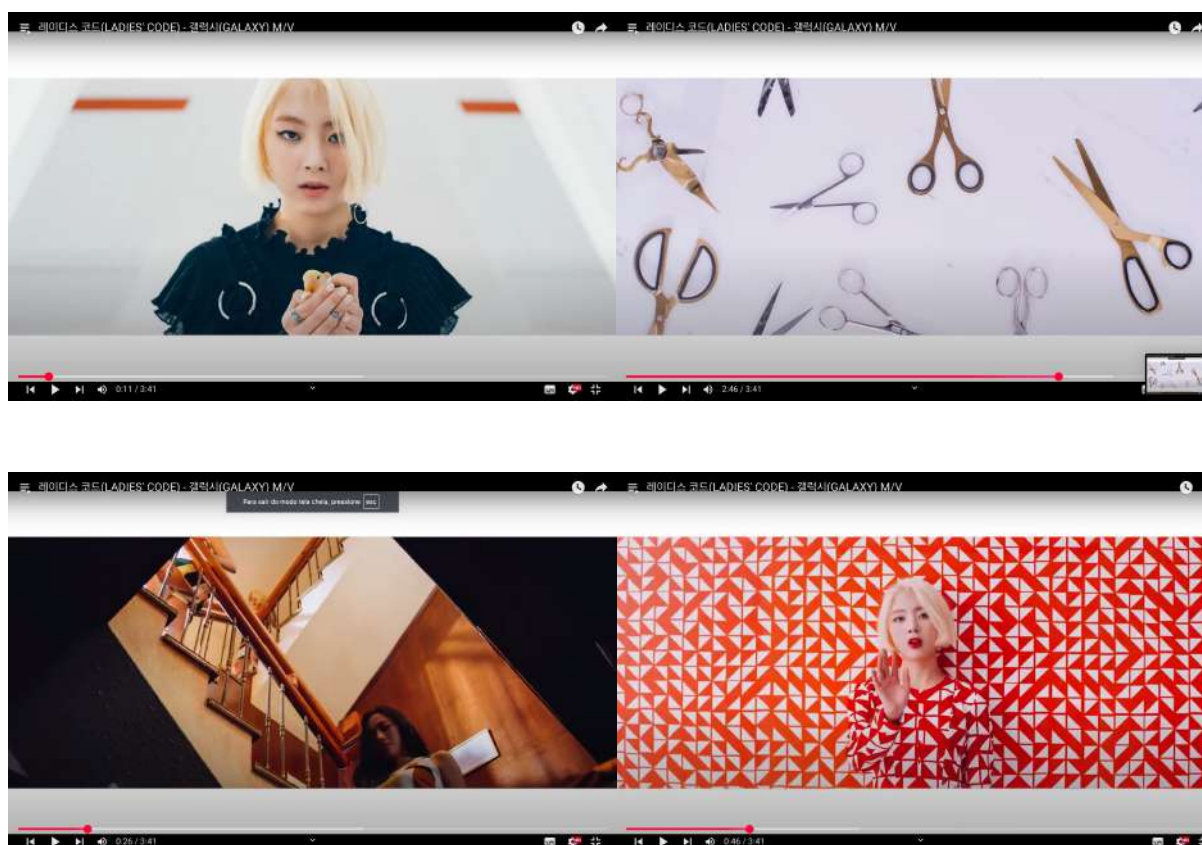 레이디스 코드(LADIES' CODE) - 갤럭시(GALAXY) M/V
레이디스 코드(LADIES' CODE) - 갤럭시(GALAXY) M/V
0:11 / 3:41
2:46 / 3:41
레이디스 코드(LADIES' CODE) - 갤럭시(GALAXY) M/V
레이디스 코드(LADIES' CODE) - 갤럭시(GALAXY) M/V
Para sair do modo tela cheia, pressione esc
0:26 / 3:41
0:46 / 3:41